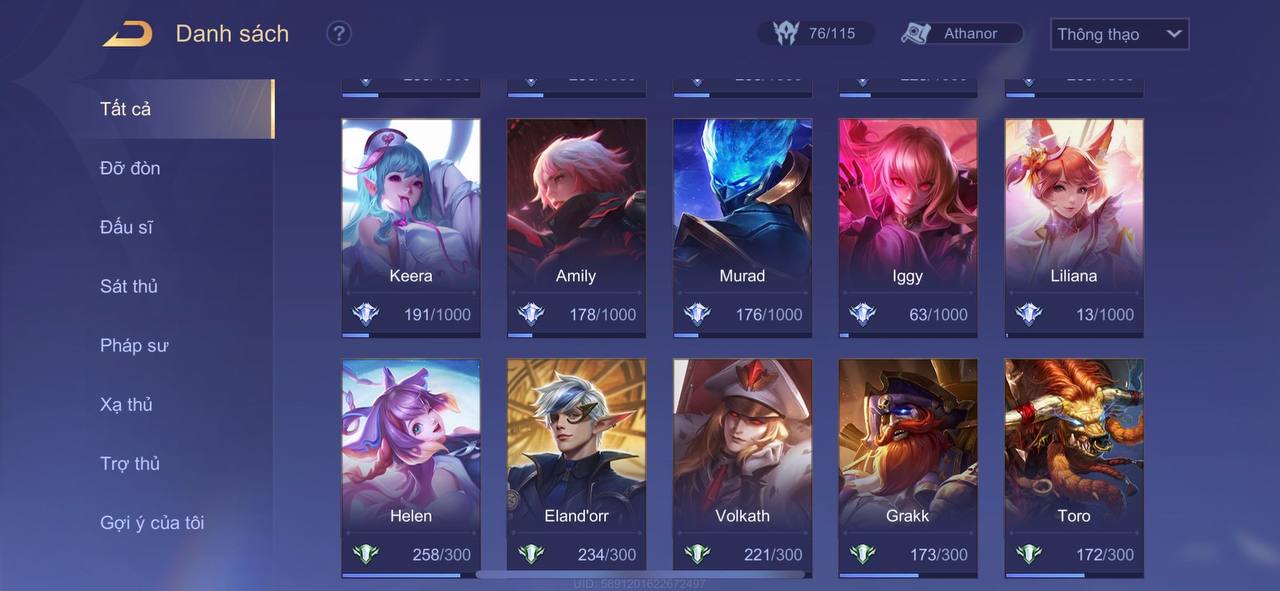 Danh sách
?
76/115
Athanor
Thông thạo
Tất cả
Đỡ đòn
Đấu sĩ
Sát thủ
Pháp sư
Xạ thủ
Trợ thủ
Gợi ý của tôi
Keera
Amily
Murad
Iggy
Liliana
191/1000
178/1000
176/1000
63/1000
13/1000
Helen
Eland'orr
Volkath
Grakk
Toro
258/300
234/300
221/300
173/300
172/300
UID: 5891201622672497